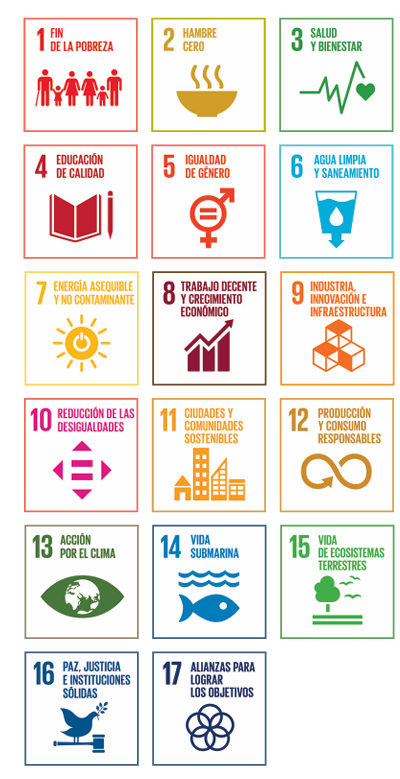 1 FIN
DE LA POBREZA
2 HAMBRE
CERO
3 SALUD
Y BIENESTAR
4 EDUCACIÓN
DE CALIDAD
5 IGUALDAD
DE GÉNERO
6 AGUA LIMPIA
Y SANEAMIENTO
7 ENERGÍA ASEQUIBLE
Y NO CONTAMINANTE
8 TRABAJO DECENTE
Y CRECIMIENTO
ECONÓMICO
9 INDUSTRIA,
INNOVACIÓN E
INFRAESTRUCTURA
10 REDUCCIÓN DE LAS
DESIGUALDADES
11 CIUDADES Y
COMUNIDADES
SOSTENIBLES
12 PRODUCCIÓN
Y CONSUMO
RESPONSABLES
13 ACCIÓN
POR EL CLIMA
14 VIDA
SUBMARINA
15 VIDA
DE ECOSISTEMAS
TERRESTRES
16 PAZ, JUSTICIA
E INSTITUCIONES
SÓLIDAS
17 ALIANZAS PARA
LOGRAR
LOS OBJETIVOS